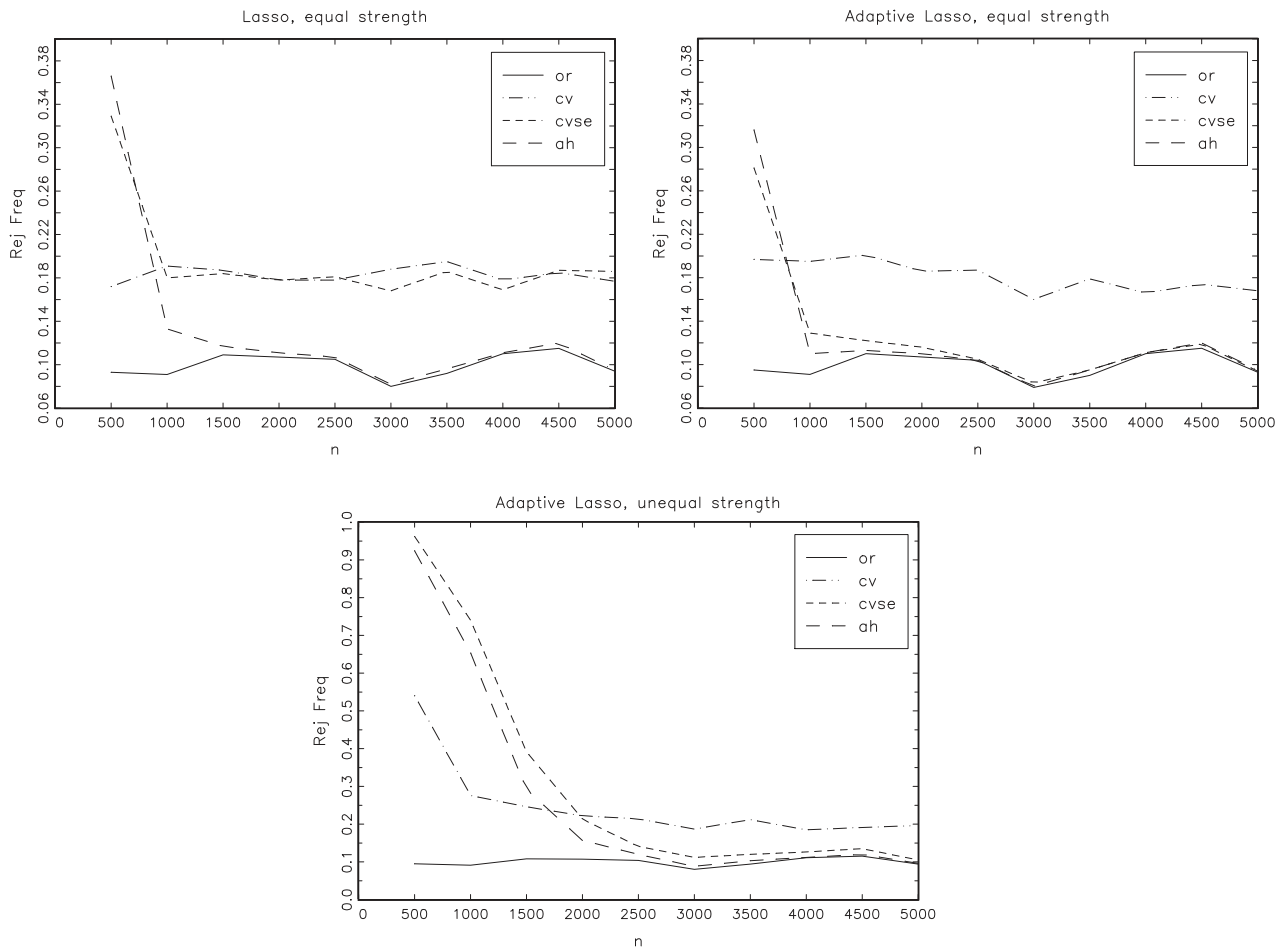 Lasso, equal strength
Rej Freq
0.38
0.34
0.30
0.26
0.22
0.18
0.14
0.10
0.06
or
cv
cvse
ah
0 500 1000 1500 2000 2500 3000 3500 4000 4500 5000
n
Adaptive Lasso, equal strength
Rej Freq
0.38
0.34
0.30
0.26
0.22
0.18
0.14
0.10
0.06
or
cv
cvse
ah
0 500 1000 1500 2000 2500 3000 3500 4000 4500 5000
n
Adaptive Lasso, unequal strength
Rej Freq
1.0
0.9
0.8
0.7
0.6
0.5
0.4
0.3
0.2
0.1
0.0
or
cv
cvse
ah
0 500 1000 1500 2000 2500 3000 3500 4000 4500 5000
n